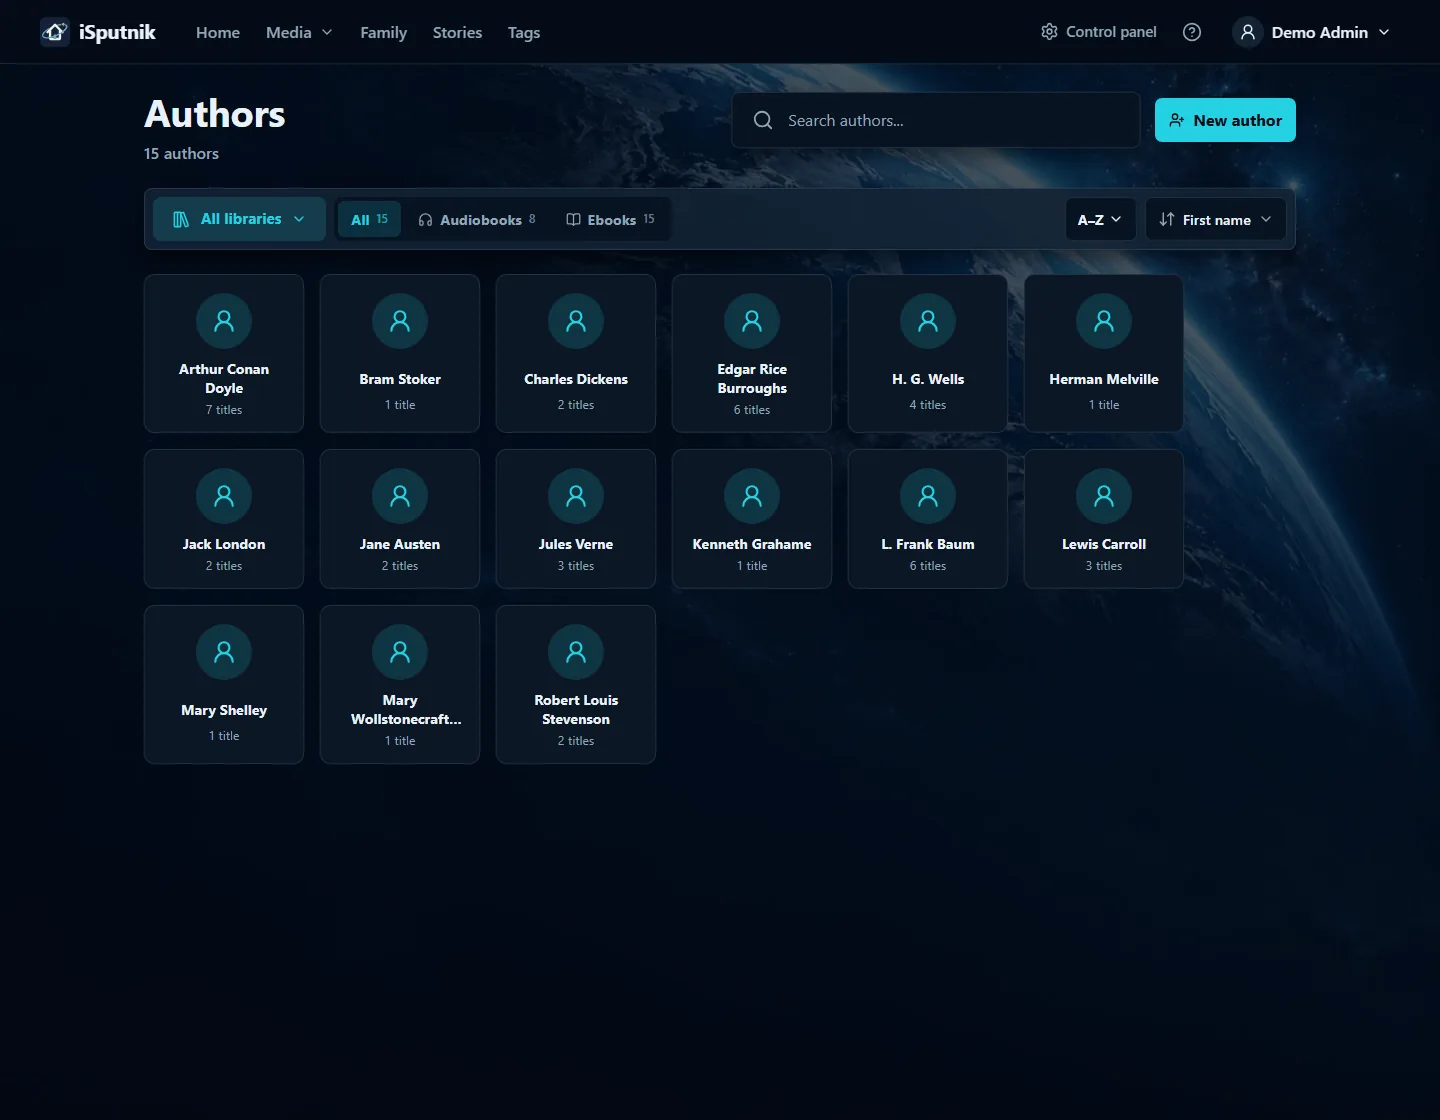 iSputnik
Home
Media
Family
Stories
Tags
Control panel
Demo Admin
Authors
15 authors
Search authors...
New author
All libraries
All 15
Audiobooks 8
Ebooks 15
A–Z
First name
Arthur Conan
Doyle
7 titles
Bram Stoker
1 title
Charles Dickens
2 titles
Edgar Rice
Burroughs
6 titles
H. G. Wells
4 titles
Herman Melville
1 title
Jack London
2 titles
Jane Austen
2 titles
Jules Verne
3 titles
Kenneth Grahame
1 title
L. Frank Baum
6 titles
Lewis Carroll
3 titles
Mary Shelley
1 title
Mary
Wollstonecraft...
1 title
Robert Louis
Stevenson
2 titles